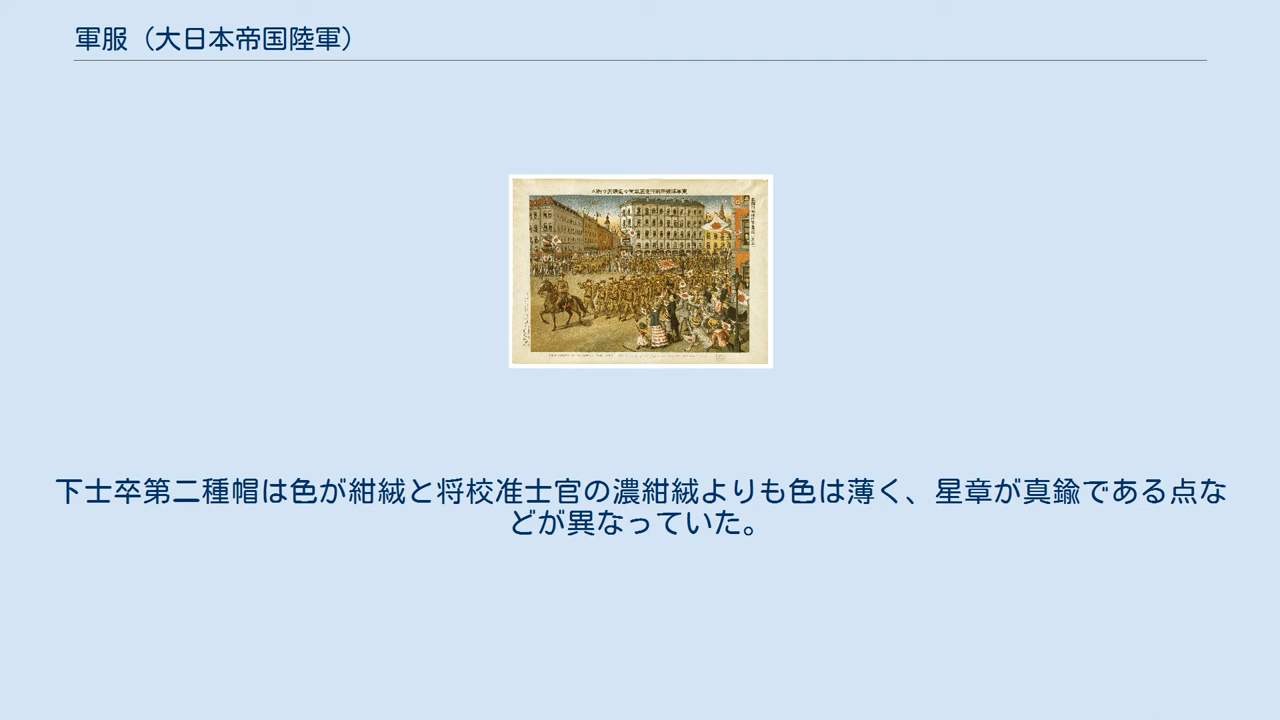 軍服（大日本帝国陸軍）
下士卒第二種帽は色が紺絨と将校准士官の濃紺絨よりも色は薄く、星章が真鍮である点な
どが異なっていた。